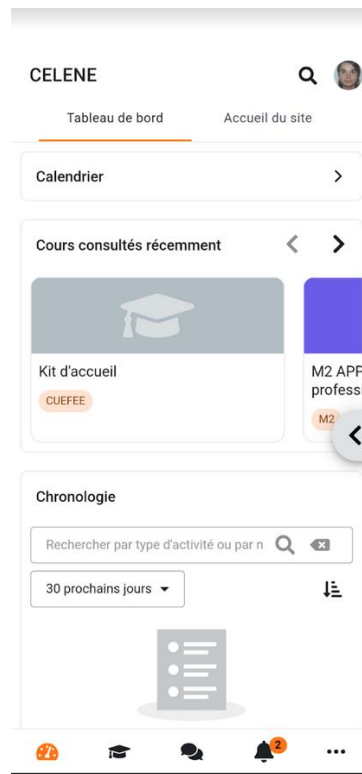 CELENE
Tableau de bord
Accueil du site
Calendrier
Cours consultés récemment
Kit d'accueil
CUEFEE
M2 APP
profess
M2
Chronologie
Rechercher par type d'activité ou par n
30 prochains jours
2